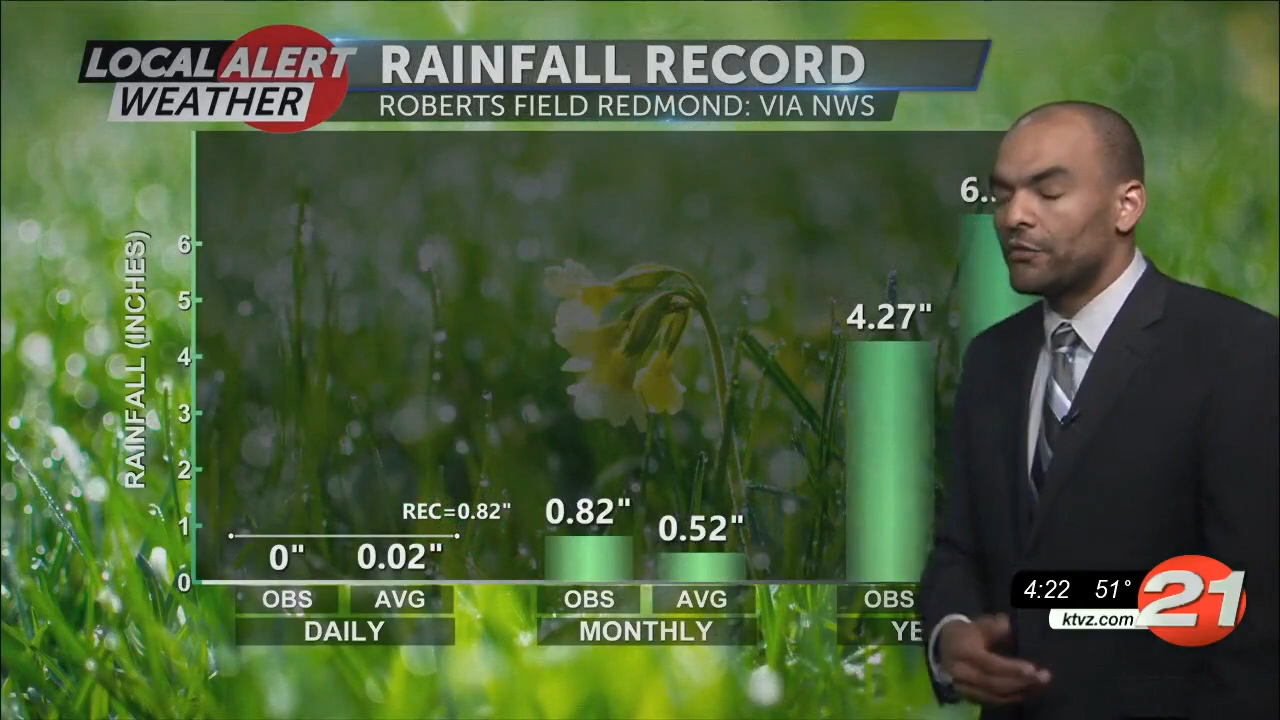 LOCAL ALERT
WEATHER
RAINFALL RECORD
ROBERTS FIELD REDMOND: VIA NWS
RAINFALL (INCHES)
6
5
4
3
2
1
0
REC=0.82"
0"
0.02"
0.82"
0.52"
4.27"
6.
OBS
AVG
OBS
AVG
OBS
DAILY
MONTHLY
YE
4:22 51°
ktvz.com
21